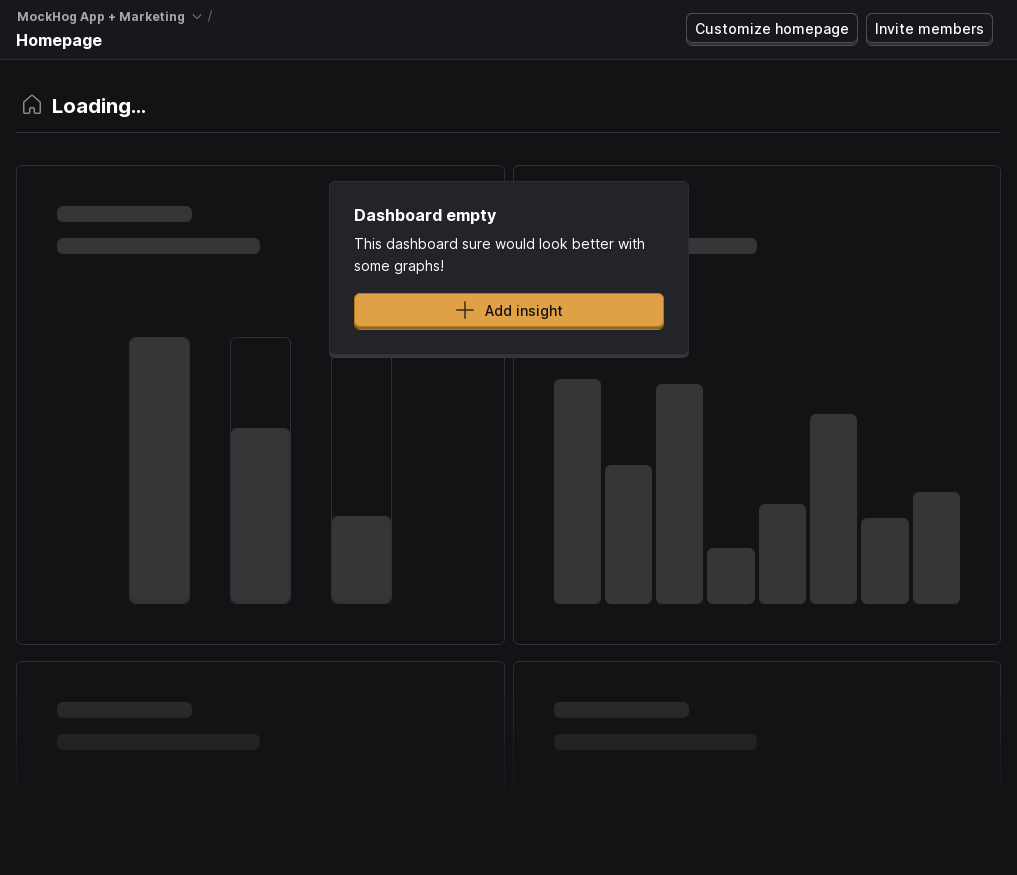 MockHog App + Marketing /
Homepage
Customize homepage
Invite members
Loading...
Dashboard empty
This dashboard sure would look better with
some graphs!
Add insight